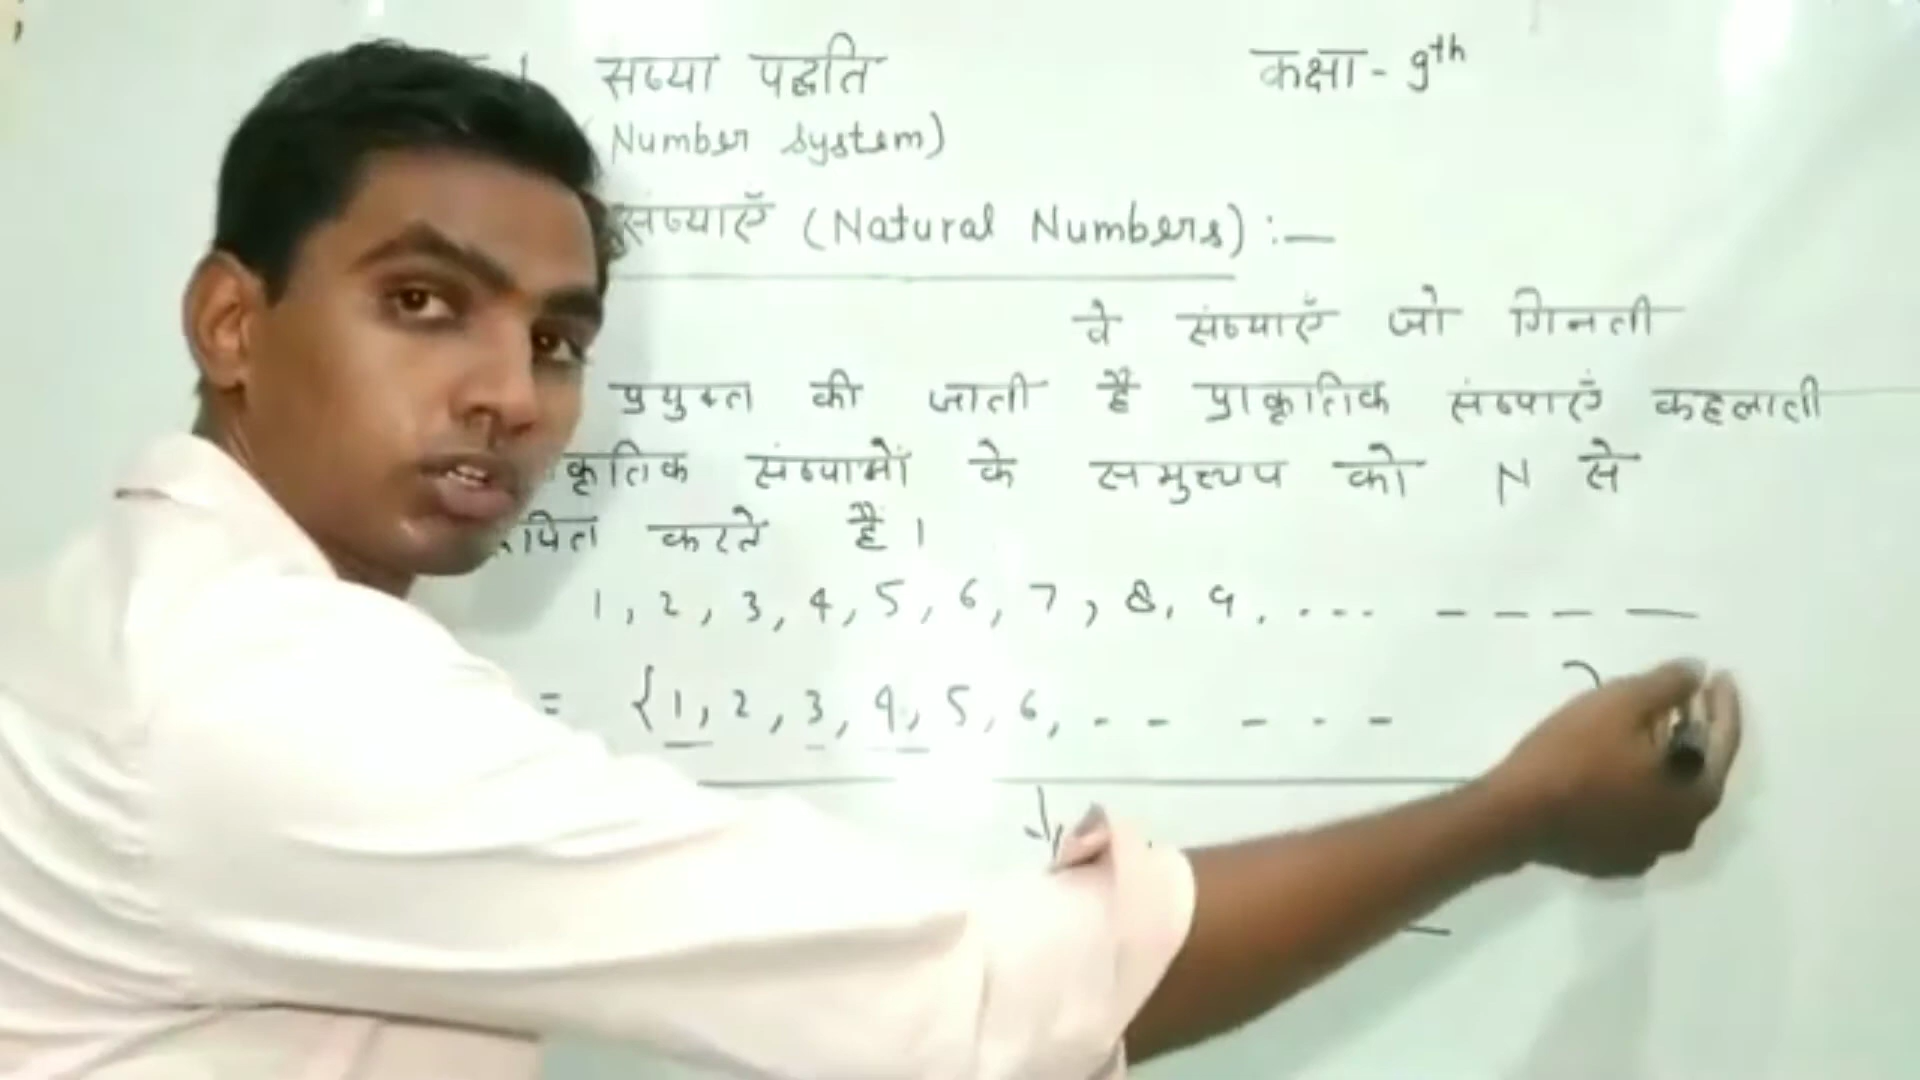 सख्या पद्धति कक्षा - 9th
(Number System)
संख्याएँ (Natural Numbers) :—
वे संख्याएँ जो गिनती
प्रयुक्त की जाती है प्राकृतिक संख्याएँ कहलाती
कृतिक संख्याओं के समुच्चय को N से
पित करते हैं।
1, 2, 3, 4, 5, 6, 7, 8, 9, ... - - - -
= {1, 2, 3, 4, 5, 6, - - - - -